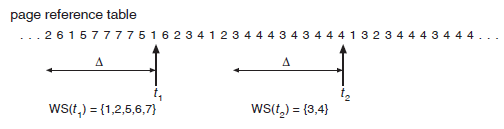 page reference table
. . . 2 6 1 5 7 7 7 7 5 1 6 2 3 4 1 2 3 4 4 4 3 4 3 4 4 4 1 3 2 3 4 4 4 3 4 4 4 . . .
Δ Δ
t₁ t₂
WS(t₁) = {1,2,5,6,7} WS(t₂) = {3,4}